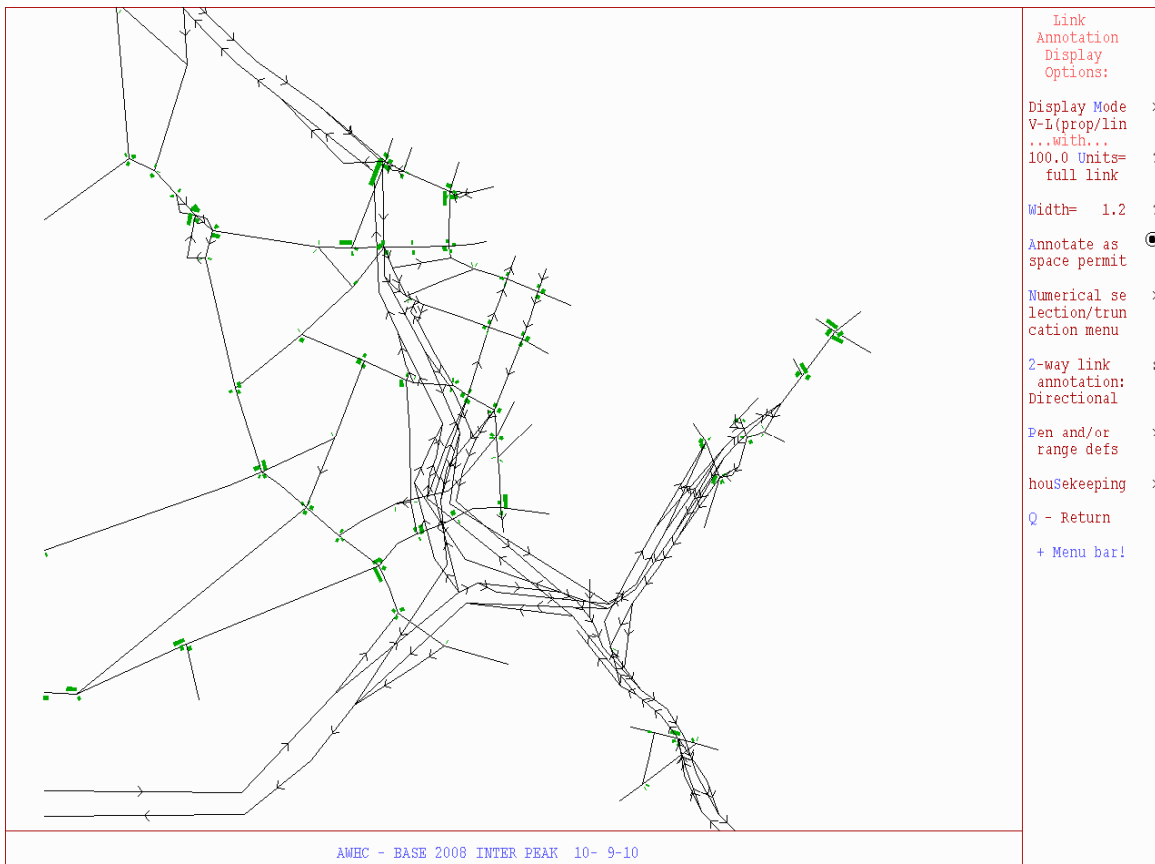 Link
Annotation
Display
Options:
Display Mode
V-L(prop/lin
...with...
100.0 Units=
full link
Width= 1.2
Annotate as
space permit
Numerical se
lection/trun
cation menu
2-way link
annotation:
Directional
Pen and/or
range defs
houSekeeping
Q - Return
+ Menu bar!
AWHC - BASE 2008 INTER PEAK 10- 9-10